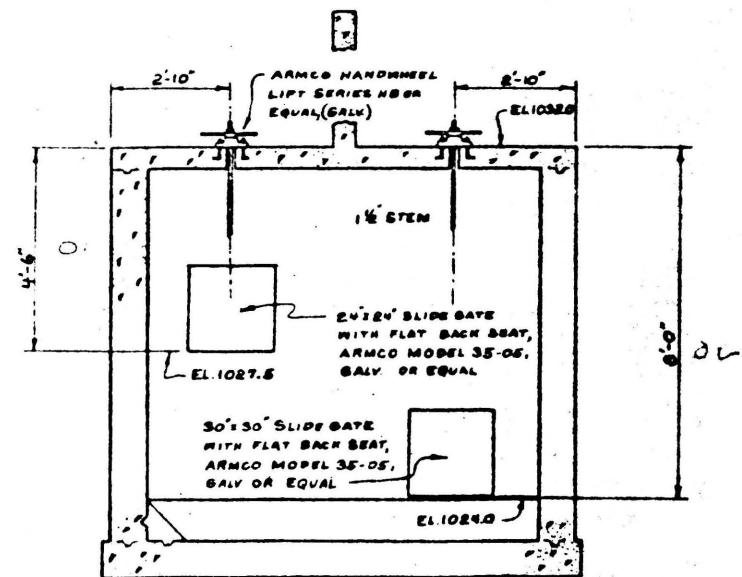 2'-10"
ARMCO HANDWHEEL
LIFT SERIES HB OR
EQUAL, (GALV)
2'-10"
EL.1032.0
4'-6"
1½" STEM
24"x24" SLIDE GATE
WITH FLAT BACK SEAT,
ARMCO MODEL 35-05,
GALV. OR EQUAL
EL.1027.5
8'-0"
30"x30" SLIDE GATE
WITH FLAT BACK SEAT,
ARMCO MODEL 35-05,
GALV OR EQUAL
EL.1024.0